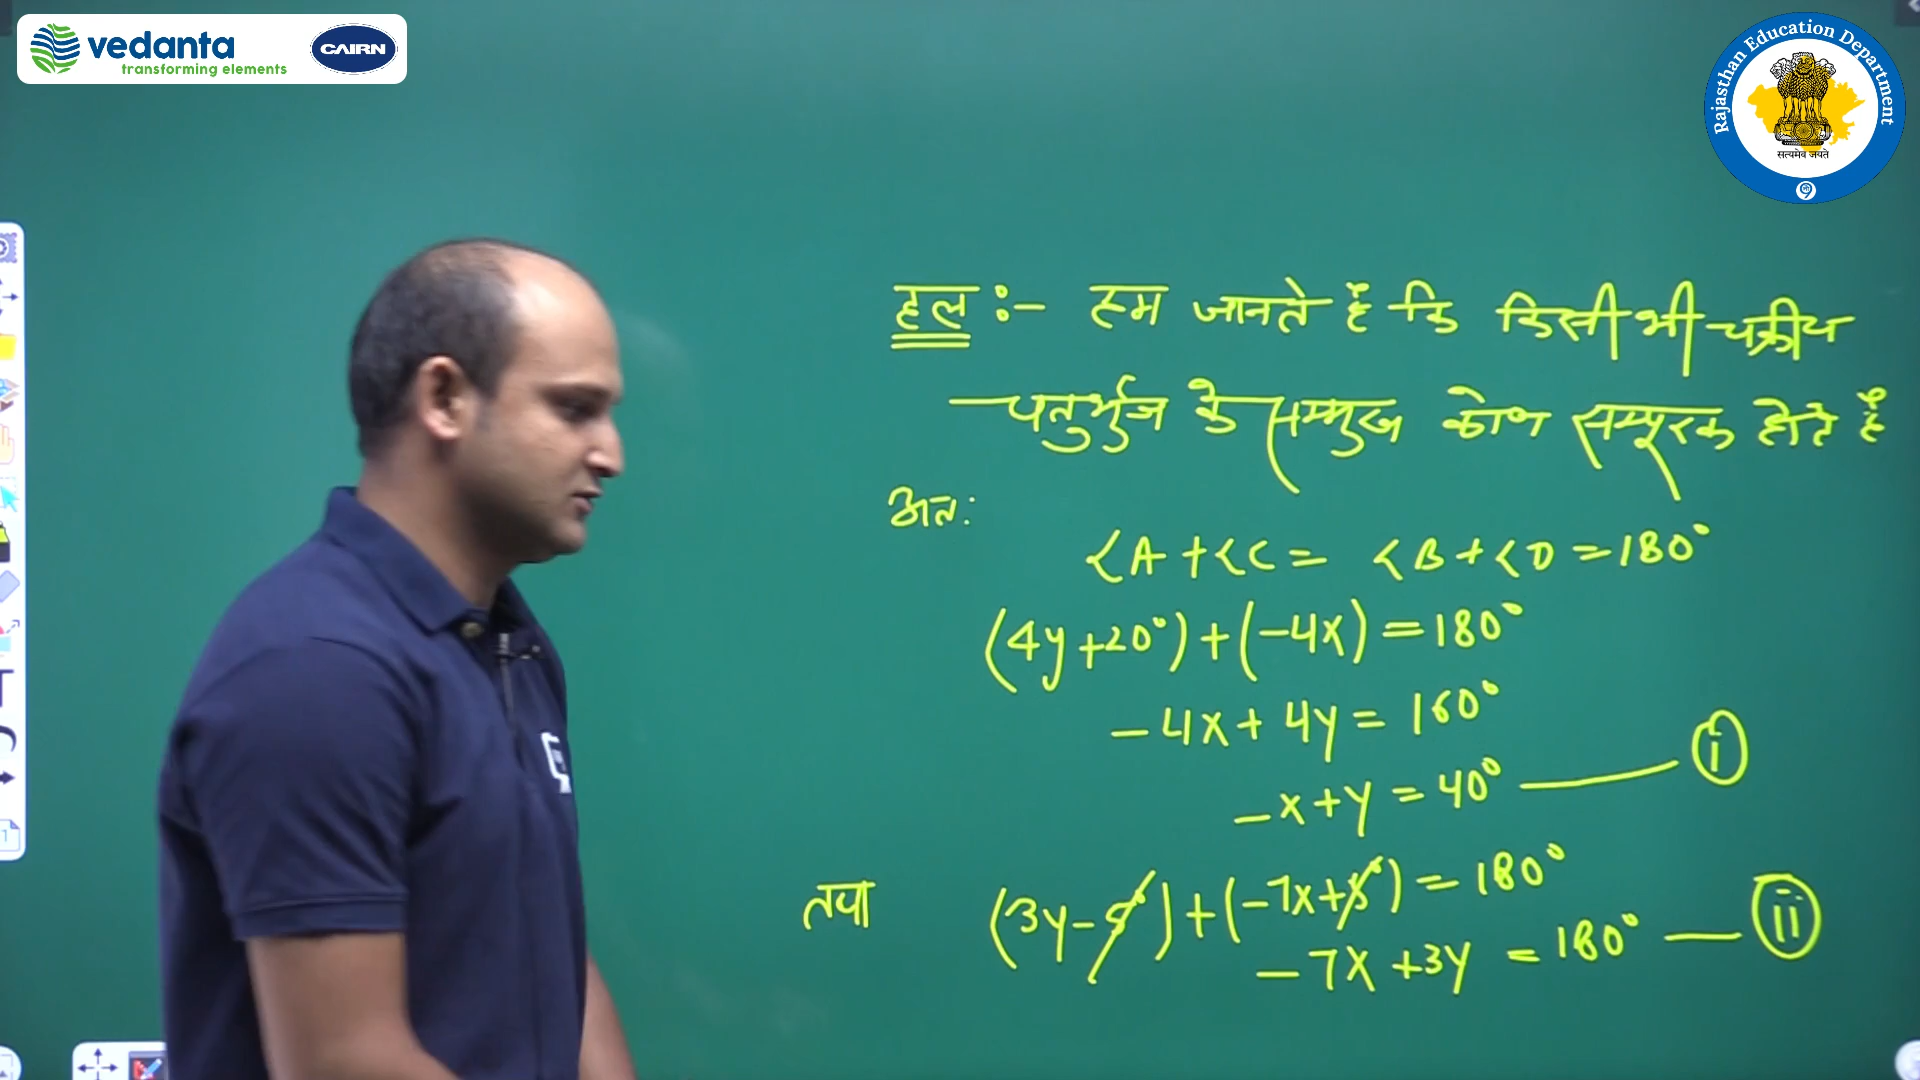 vedanta
transforming elements
CAIRN
Rajasthan Education Department
सत्यमेव जयते
हल :- हम जानते हैं कि किसी भी चक्रीय
चतुर्भुज के सम्मुख कोण सम्पूरक होते हैं
अतः
<A + <C = <B + <D = 180°
(4y+20°) + (-4x) = 180°
-4x + 4y = 160°
-x + y = 40° — (i)
तथा (3y-5°) + (-7x+5°) = 180°
-7x + 3y = 180° — (ii)